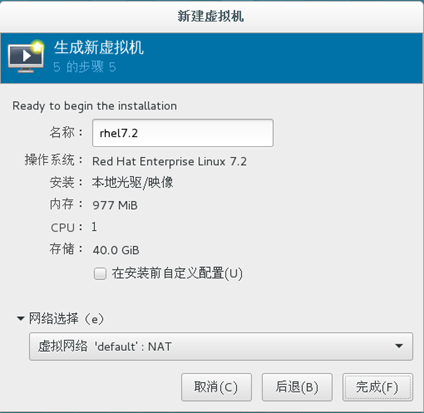 新建虚拟机
生成新虚拟机
5 的步骤 5
Ready to begin the installation
名称： rhel7.2
操作系统： Red Hat Enterprise Linux 7.2
安装： 本地光驱/映像
内存： 977 MiB
CPU： 1
存储： 40.0 GiB
在安装前自定义配置(U)
网络选择（e）
虚拟网络 'default' : NAT
取消(C) 后退(B) 完成(F)